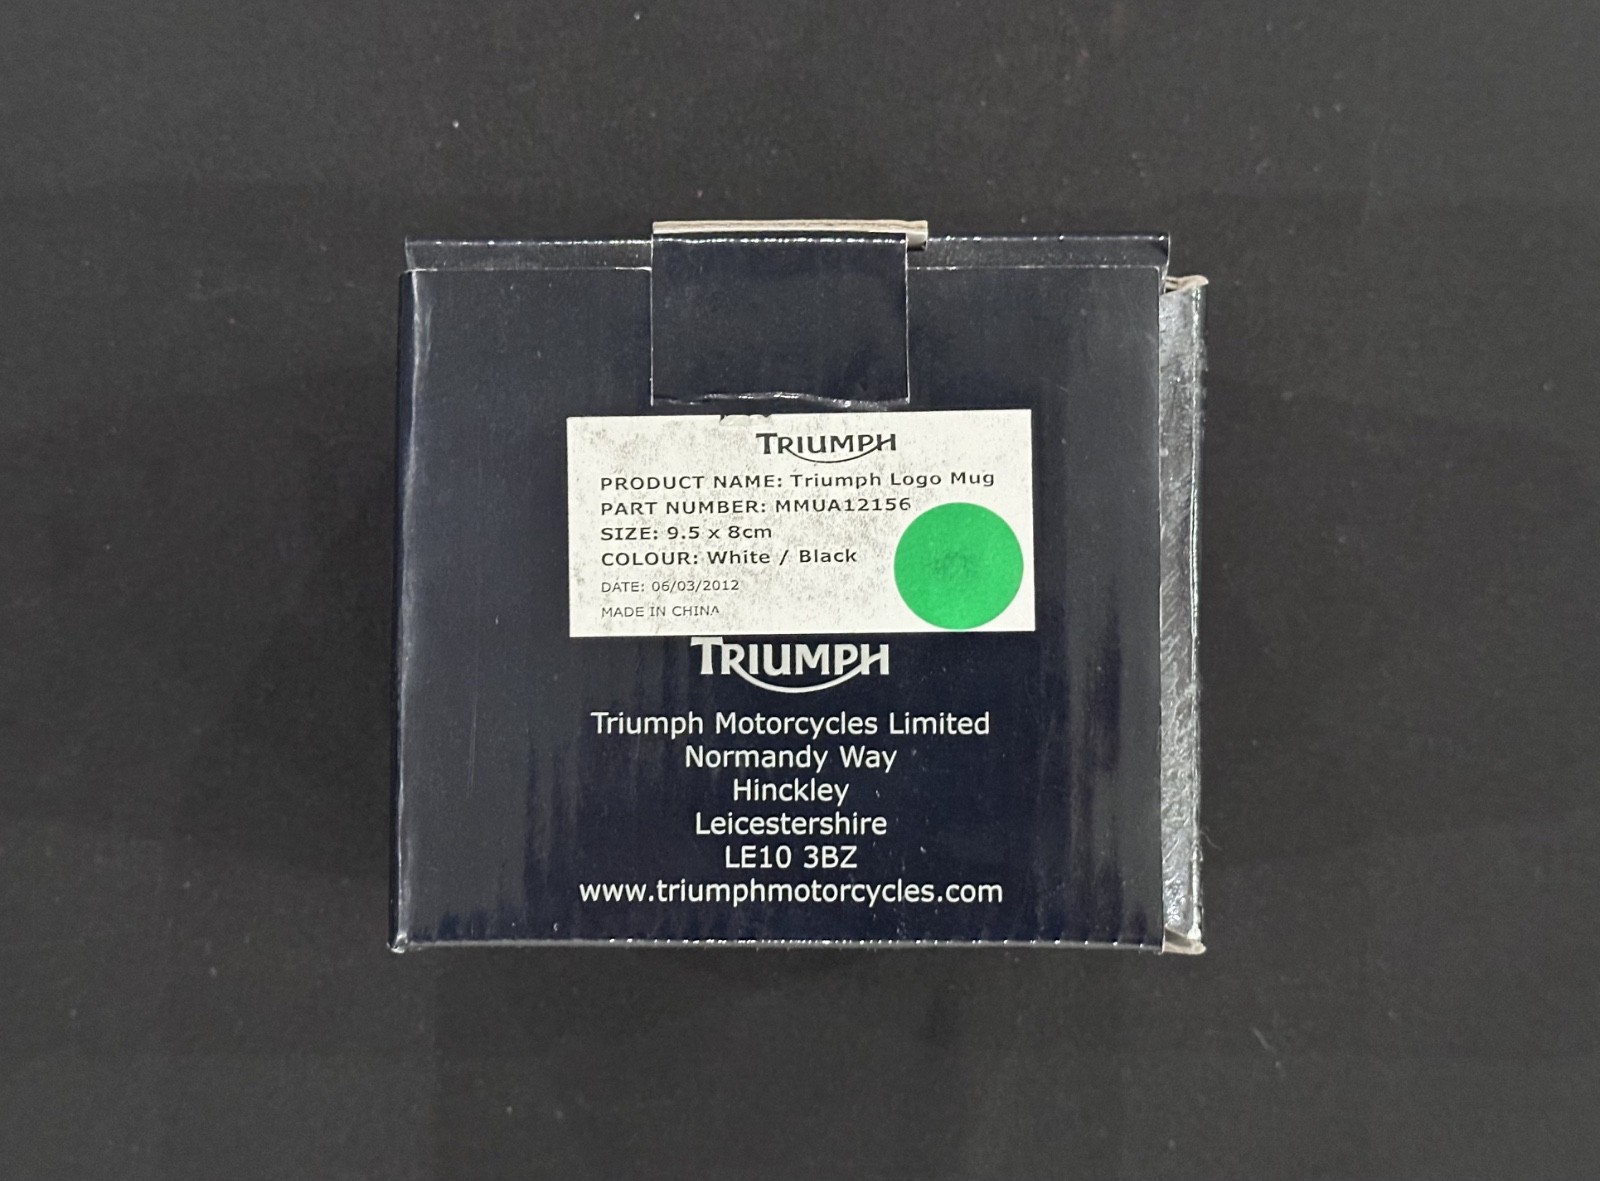 TRIUMPH
PRODUCT NAME: Triumph Logo Mug
PART NUMBER: MMUA12156
SIZE: 9.5 x 8cm
COLOUR: White / Black
DATE: 06/03/2012
MADE IN CHINA
TRIUMPH
Triumph Motorcycles Limited
Normandy Way
Hinckley
Leicestershire
LE10 3BZ
www.triumphmotorcycles.com